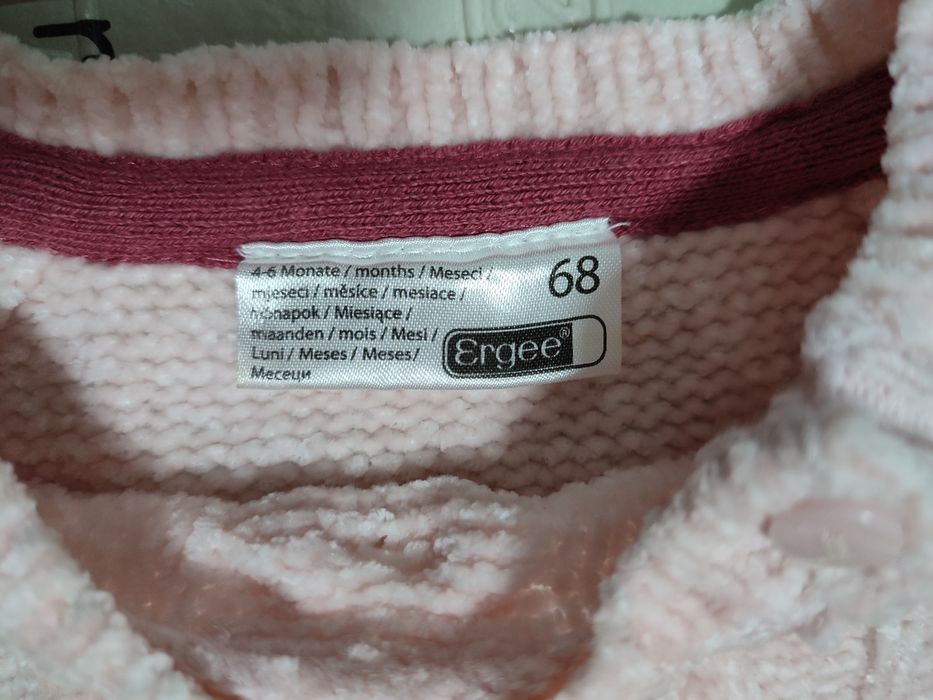 4-6 Monate / months / Meseci /
mjeseci / měsíce / mesiace /
hónapok / Miesiące /
maanden / mois / Mesi /
Luni / Meses / Meses/
Месеци
68
Ergee®